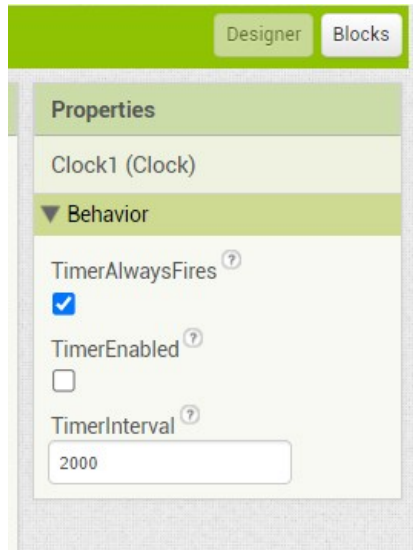 Designer Blocks
Properties
Clock1 (Clock)
Behavior
TimerAlwaysFires ?
TimerEnabled ?
TimerInterval ?
2000